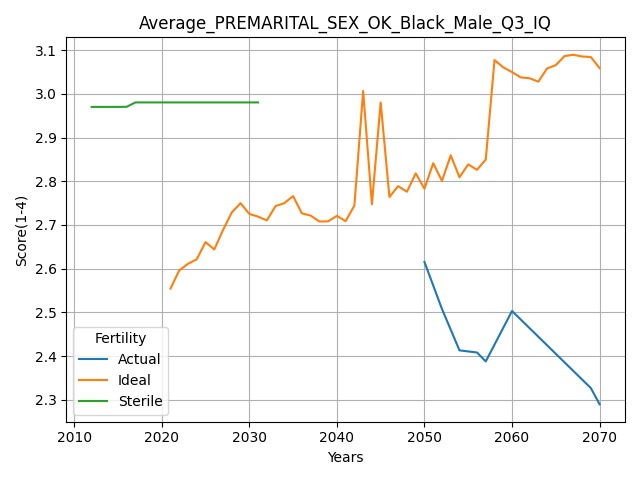 Average_PREMARITAL_SEX_OK_Black_Male_Q3_IQ
Score(1-4)
3.1
3.0
2.9
2.8
2.7
2.6
2.5
2.4
2.3
Fertility
Actual
Ideal
Sterile
2010 2020 2030 2040 2050 2060 2070
Years